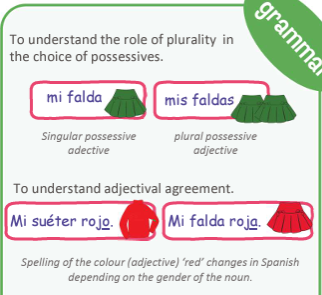 grammar
To understand the role of plurality in
the choice of possessives.
mi falda
mis faldas
Singular possessive
adective
plural possessive
adjective
To understand adjectival agreement.
Mi suéter rojo.
Mi falda roja.
Spelling of the colour (adjective) ‘red’ changes in Spanish
depending on the gender of the noun.